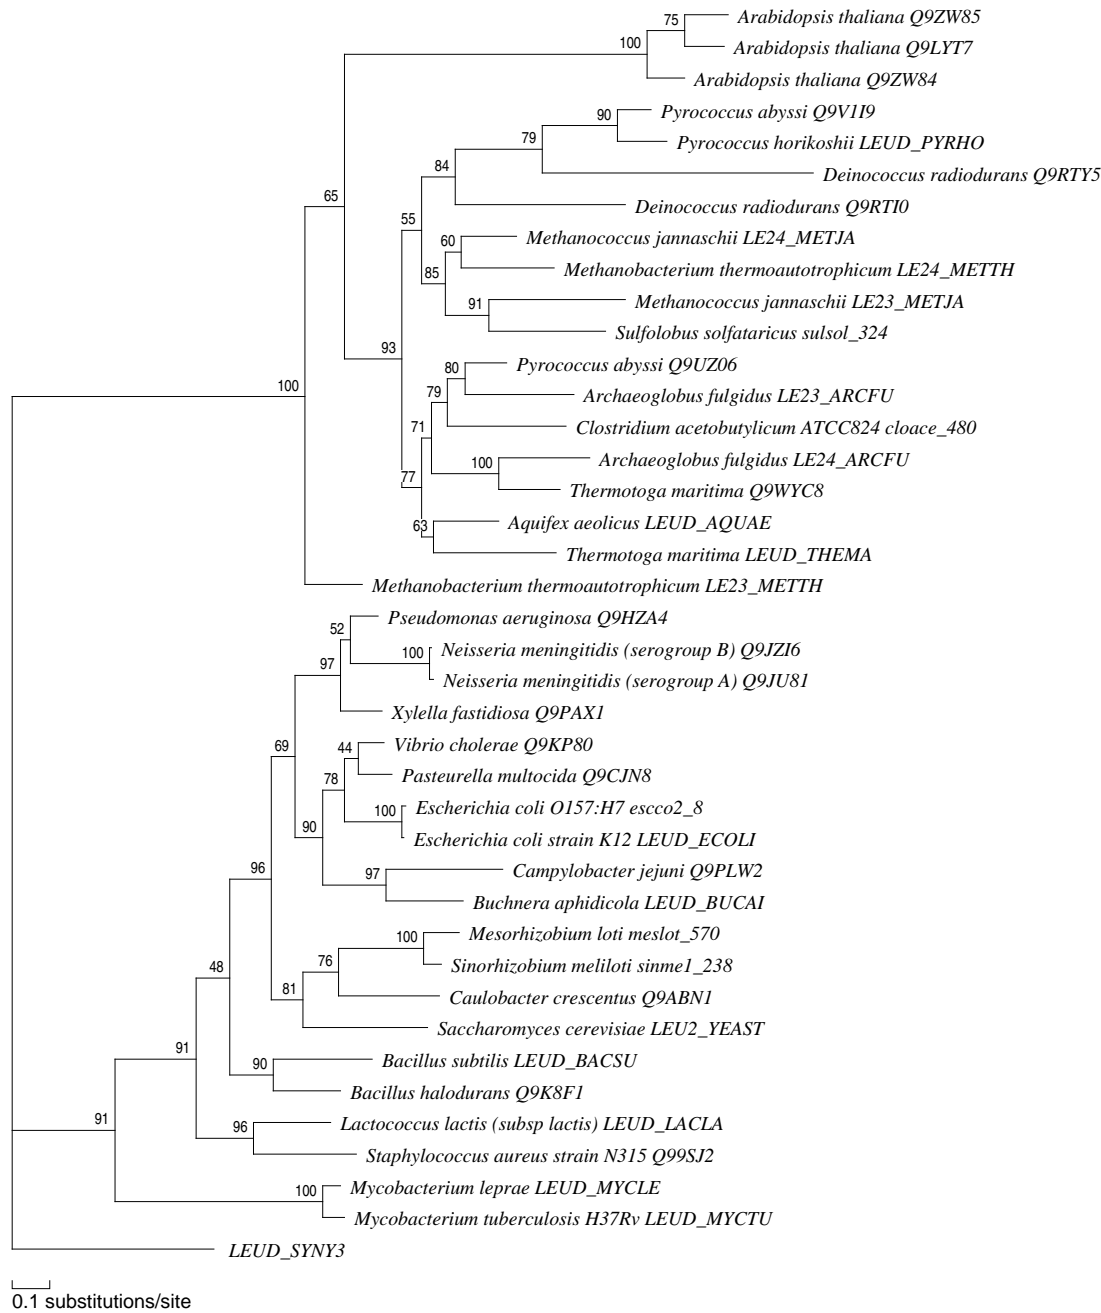 75
Arabidopsis thaliana Q9ZW85
100
Arabidopsis thaliana Q9LYT7
Arabidopsis thaliana Q9ZW84
90
Pyrococcus abyssi Q9V1I9
79
Pyrococcus horikoshii LEUD_PYRHO
84
Deinococcus radiodurans Q9RTY5
65
Deinococcus radiodurans Q9RTI0
55
60
Methanococcus jannaschii LE24_METJA
85
Methanobacterium thermoautotrophicum LE24_METTH
91
Methanococcus jannaschii LE23_METJA
Sulfolobus solfataricus sulsol_324
93
80
Pyrococcus abyssi Q9UZ06
100
79
Archaeoglobus fulgidus LE23_ARCFU
71
Clostridium acetobutylicum ATCC824 cloace_480
100
Archaeoglobus fulgidus LE24_ARCFU
77
Thermotoga maritima Q9WYC8
63
Aquifex aeolicus LEUD_AQUAE
Thermotoga maritima LEUD_THEMA
Methanobacterium thermoautotrophicum LE23_METTH
52
Pseudomonas aeruginosa Q9HZA4
97
100
Neisseria meningitidis (serogroup B) Q9JZI6
Neisseria meningitidis (serogroup A) Q9JU81
Xylella fastidiosa Q9PAX1
69
44
Vibrio cholerae Q9KP80
78
Pasteurella multocida Q9CJN8
100
Escherichia coli O157:H7 escco2_8
90
Escherichia coli strain K12 LEUD_ECOLI
96
97
Campylobacter jejuni Q9PLW2
Buchnera aphidicola LEUD_BUCAI
100
Mesorhizobium loti meslot_570
48
76
Sinorhizobium meliloti sinme1_238
81
Caulobacter crescentus Q9ABN1
Saccharomyces cerevisiae LEU2_YEAST
91
90
Bacillus subtilis LEUD_BACSU
Bacillus halodurans Q9K8F1
91
96
Lactococcus lactis (subsp lactis) LEUD_LACLA
Staphylococcus aureus strain N315 Q99SJ2
100
Mycobacterium leprae LEUD_MYCLE
Mycobacterium tuberculosis H37Rv LEUD_MYCTU
LEUD_SYNY3
0.1 substitutions/site